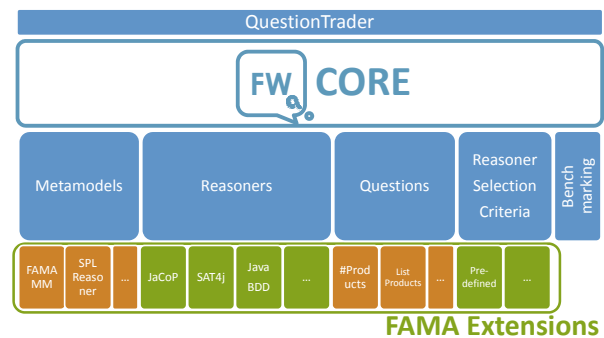 QuestionTrader
FW CORE
Metamodels
Reasoners
Questions
Reasoner
Selection
Criteria
Bench
marking
FAMA
MM
SPL
Reaso
ner
...
JaCoP
SAT4j
Java
BDD
...
#Prod
ucts
List
Products
...
Pre-
defined
...
FAMA Extensions